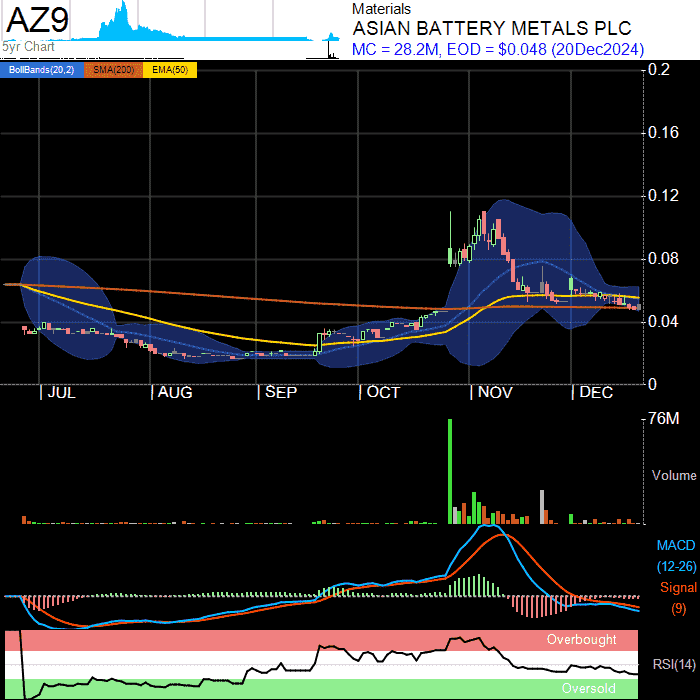 AZ9
5yr Chart
Materials
ASIAN BATTERY METALS PLC
MC = 28.2M, EOD = $0.048 (20Dec2024)
BollBands(20,2) SMA(200) EMA(50)
0.2
0.16
0.12
0.08
0.04
0
JUL AUG SEP OCT NOV DEC
76M
Volume
MACD
(12-26)
Signal
(9)
Overbought
RSI(14)
Oversold